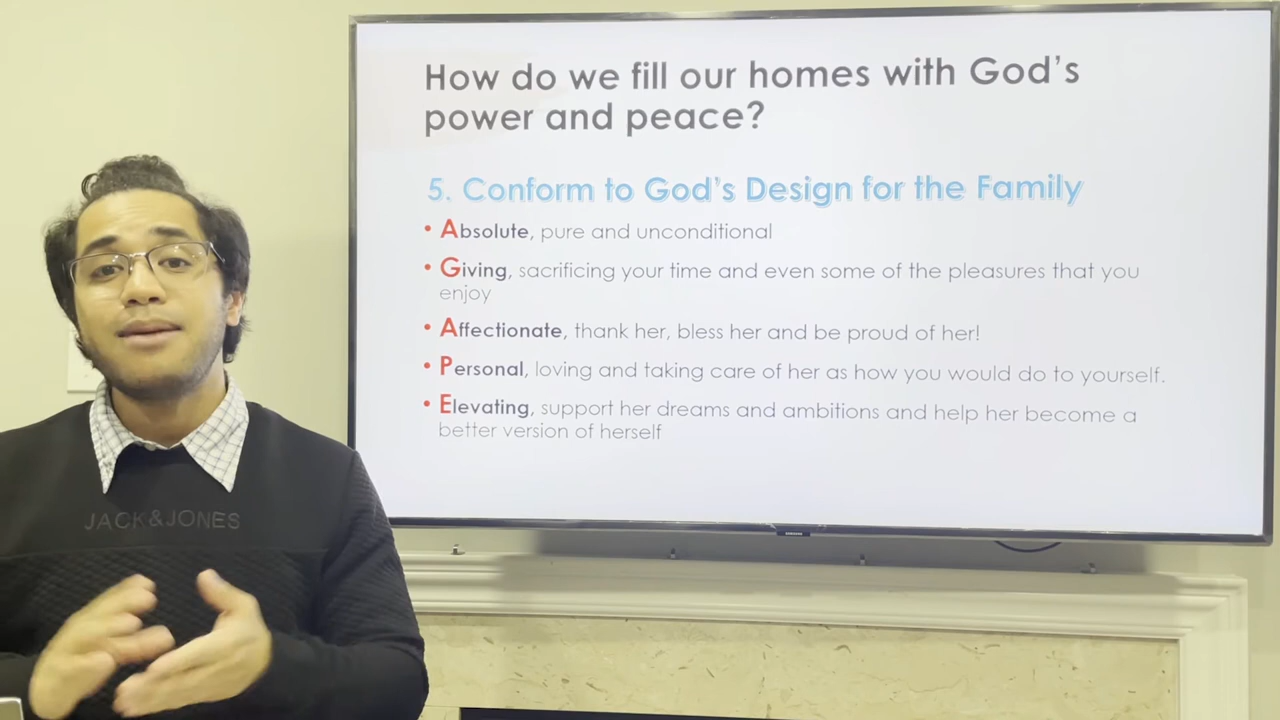 How do we fill our homes with God's
power and peace?
5. Conform to God's Design for the Family
• Absolute, pure and unconditional
• Giving, sacrificing your time and even some of the pleasures that you
enjoy
• Affectionate, thank her, bless her and be proud of her!
• Personal, loving and taking care of her as how you would do to yourself.
• Elevating, support her dreams and ambitions and help her become a
better version of herself
JACK&JONES
SAMSUNG